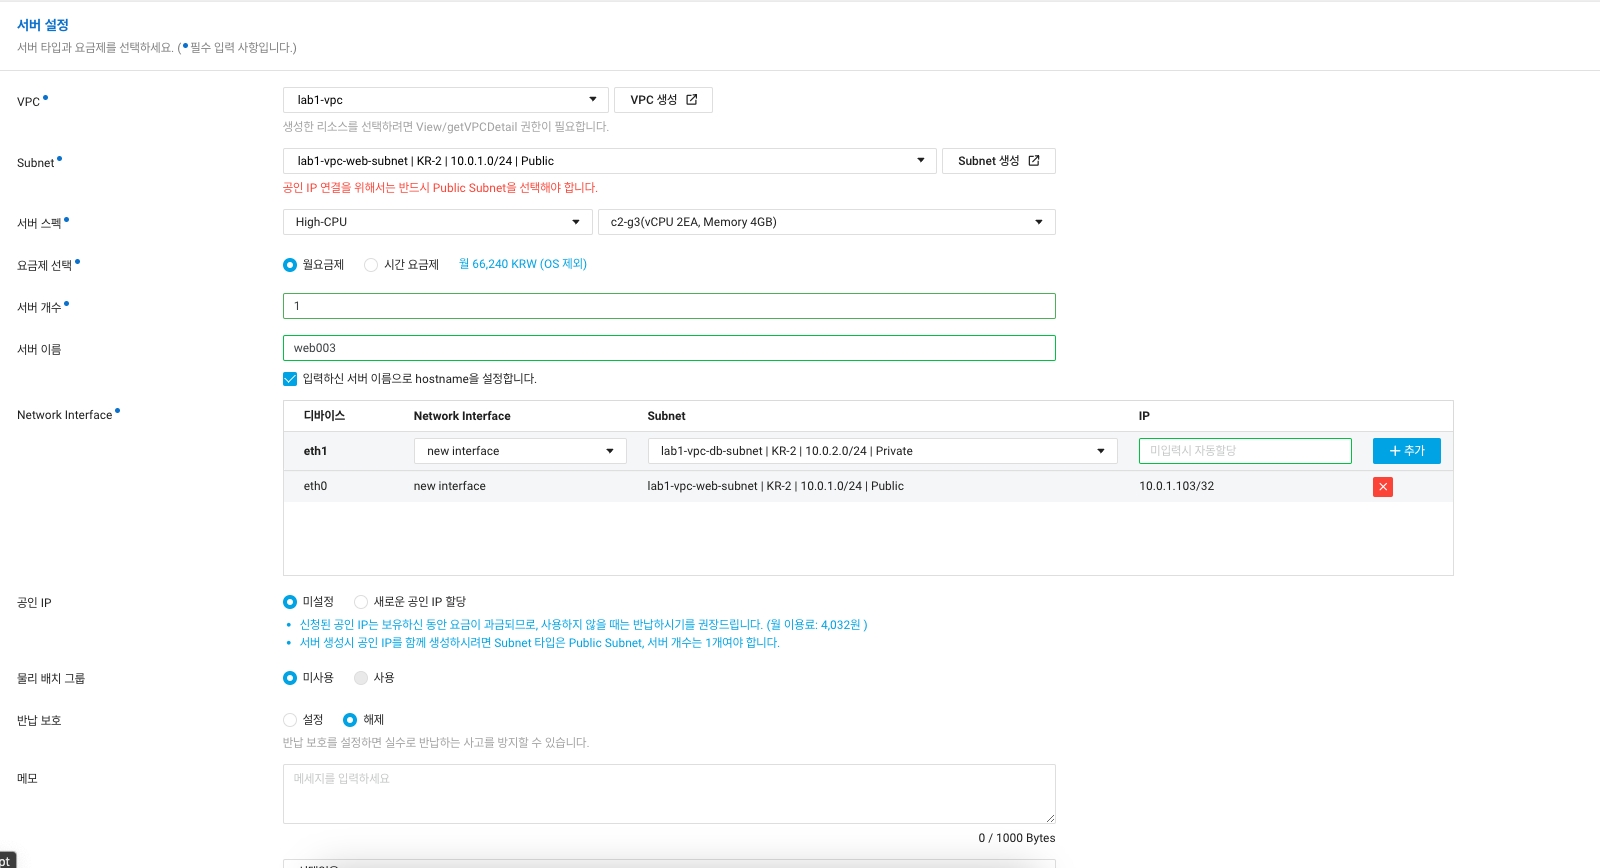 서버 설정
서버 타입과 요금제를 선택하세요. (• 필수 입력 사항입니다.)
VPC•
lab1-vpc
VPC 생성
생성한 리소스를 선택하려면 View/getVPCDetail 권한이 필요합니다.
Subnet•
lab1-vpc-web-subnet | KR-2 | 10.0.1.0/24 | Public
Subnet 생성
공인 IP 연결을 위해서는 반드시 Public Subnet을 선택해야 합니다.
서버 스펙•
High-CPU
c2-g3(vCPU 2EA, Memory 4GB)
요금제 선택•
월요금제
시간 요금제
월 66,240 KRW (OS 제외)
서버 개수•
1
서버 이름
web003
입력하신 서버 이름으로 hostname을 설정합니다.
Network Interface•
디바이스 Network Interface Subnet IP
eth1 new interface lab1-vpc-db-subnet | KR-2 | 10.0.2.0/24 | Private 미입력시 자동할당 + 추가
eth0 new interface lab1-vpc-web-subnet | KR-2 | 10.0.1.0/24 | Public 10.0.1.103/32
공인 IP
미설정
새로운 공인 IP 할당
• 신청된 공인 IP는 보유하신 동안 요금이 과금되므로, 사용하지 않을 때는 반납하시기를 권장드립니다. (월 이용료: 4,032원 )
• 서버 생성시 공인 IP를 함께 생성하시려면 Subnet 타입은 Public Subnet, 서버 개수는 1개여야 합니다.
물리 배치 그룹
미사용
사용
반납 보호
설정
해제
반납 보호를 설정하면 실수로 반납하는 사고를 방지할 수 있습니다.
메모
메세지를 입력하세요
0 / 1000 Bytes
pt